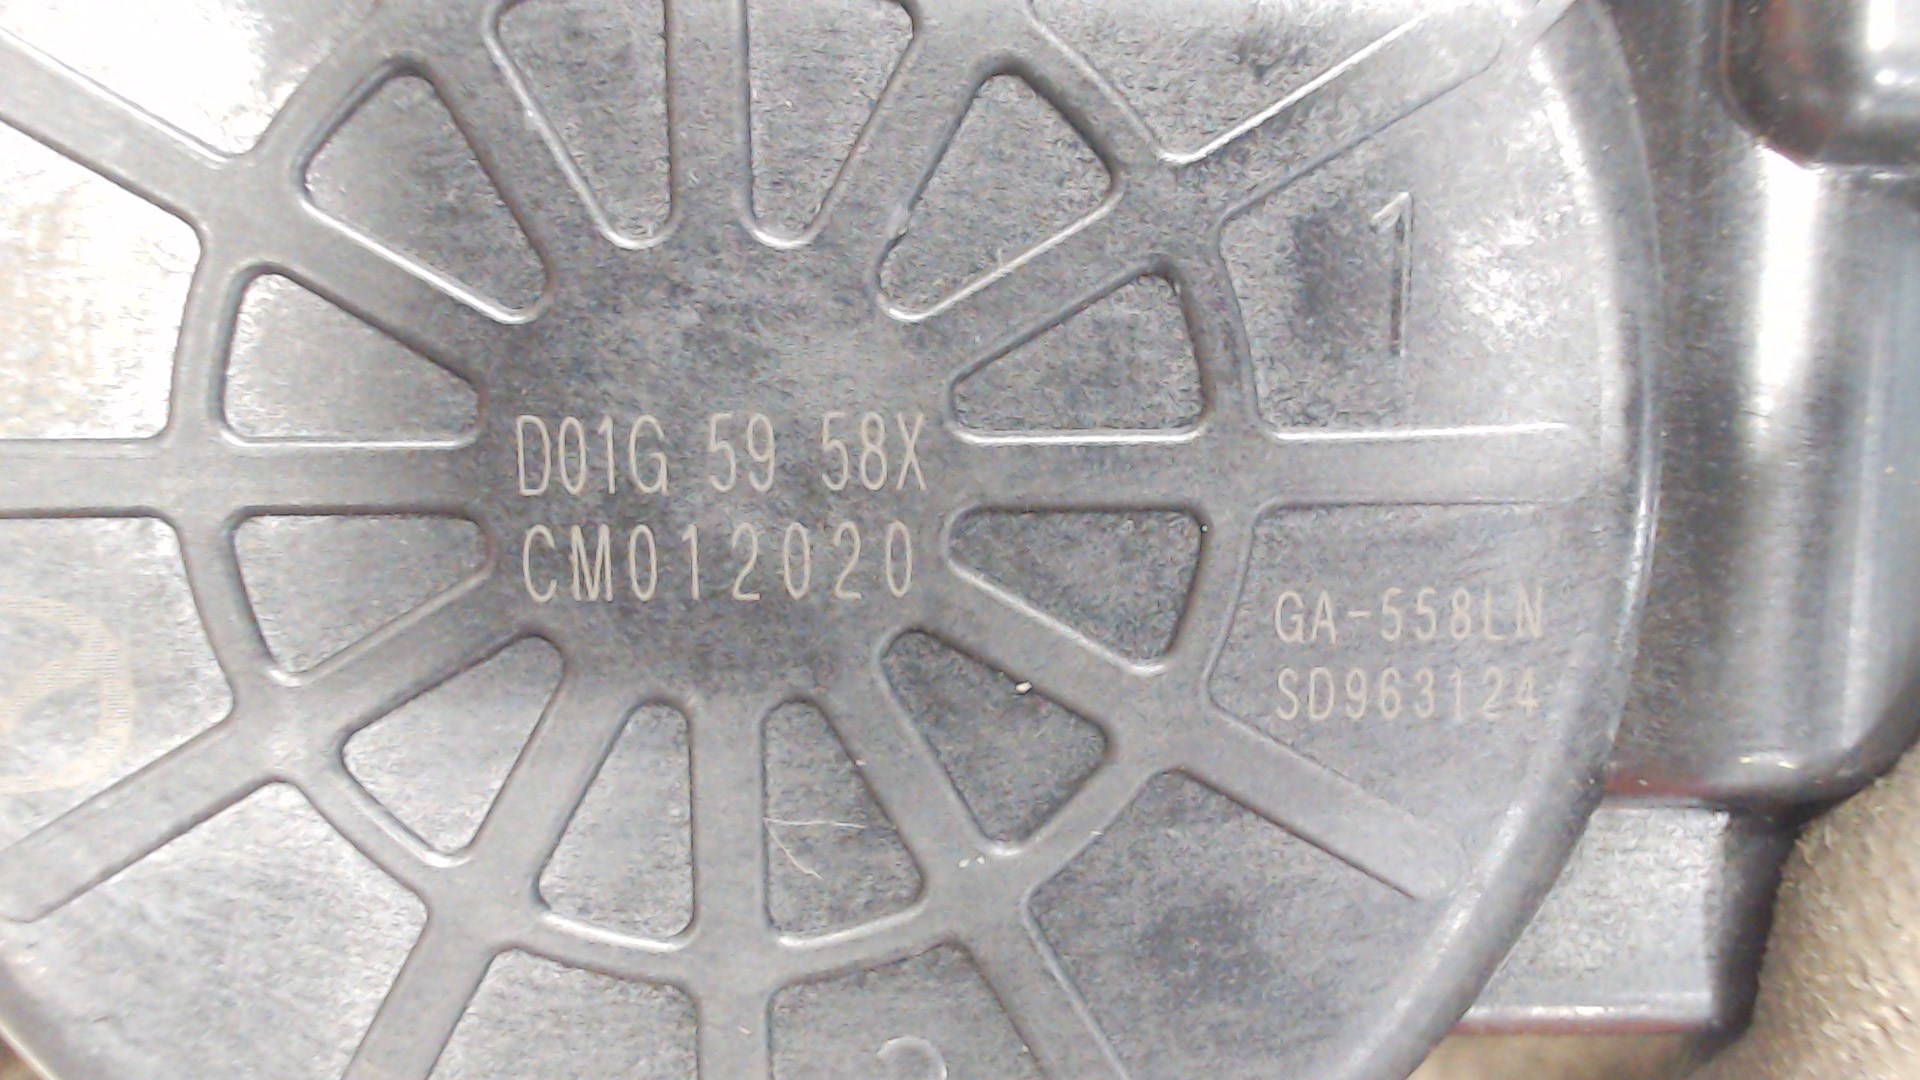 1
D01G 59 58X
CM012020
GA-558LN
SD963124